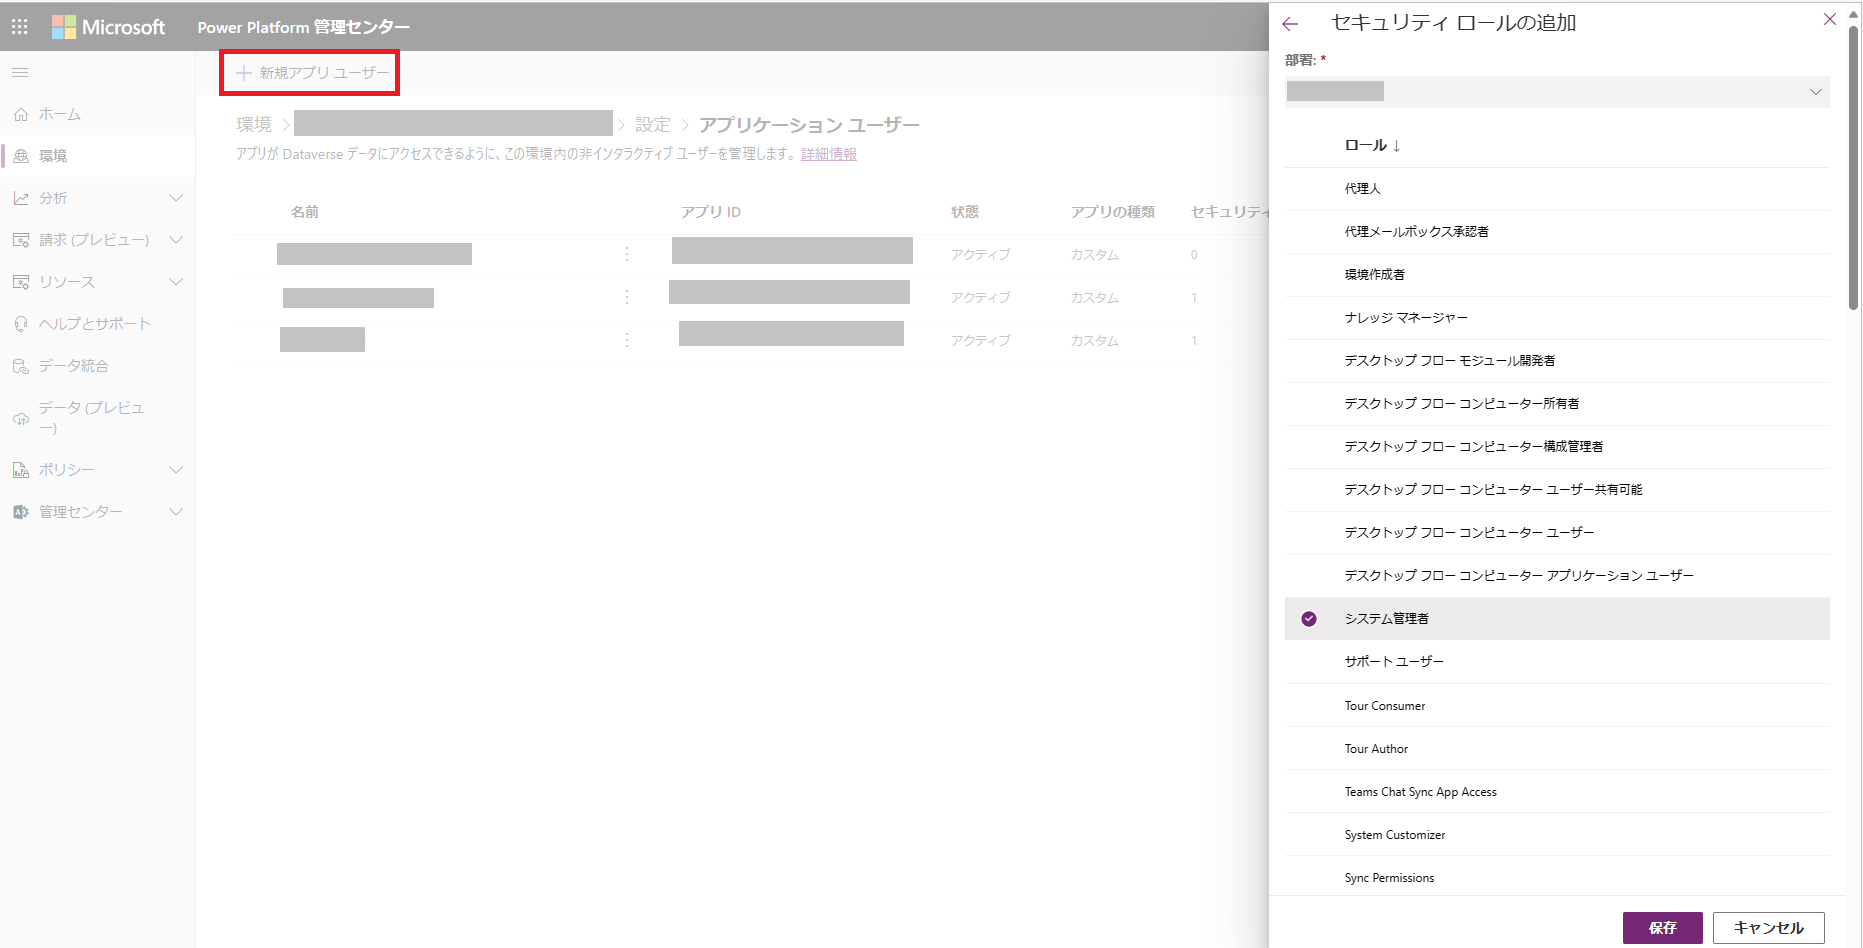 Microsoft
Power Platform 管理センター
新規アプリ ユーザー
ホーム
環境
分析
請求 (プレビュー)
リソース
ヘルプとサポート
データ統合
データ (プレビュ
ー)
ポリシー
管理センター
環境 > > 設定 > アプリケーション ユーザー
アプリが Dataverse データにアクセスできるように、この環境内の非インタラクティブ ユーザーを管理します。 詳細情報
名前 アプリ ID 状態 アプリの種類 セキュリティ
アクティブ カスタム 0
アクティブ カスタム 1
アクティブ カスタム 1
セキュリティ ロールの追加
部署: *
ロール ↓
代理人
代理メールボックス承認者
環境作成者
ナレッジ マネージャー
デスクトップ フロー モジュール開発者
デスクトップ フロー コンピューター所有者
デスクトップ フロー コンピューター構成管理者
デスクトップ フロー コンピューター ユーザー共有可能
デスクトップ フロー コンピューター ユーザー
デスクトップ フロー コンピューター アプリケーション ユーザー
システム管理者
サポート ユーザー
Tour Consumer
Tour Author
Teams Chat Sync App Access
System Customizer
Sync Permissions
保存
キャンセル